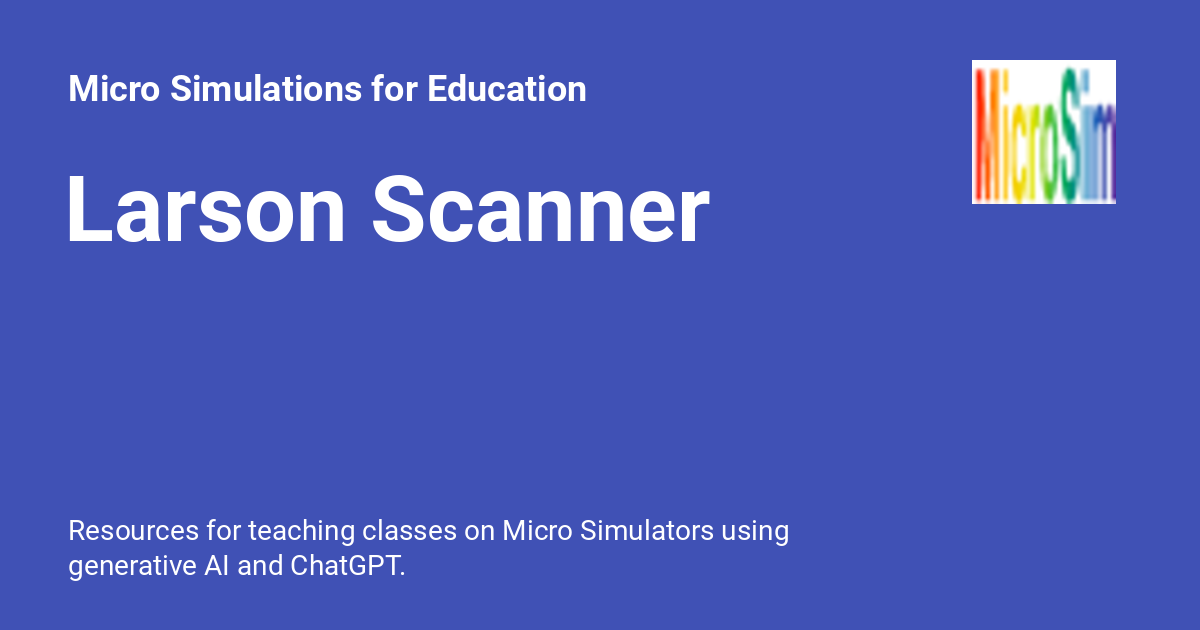 Micro Simulations for Education
MicroSim
Larson Scanner
Resources for teaching classes on Micro Simulators using
generative AI and ChatGPT.